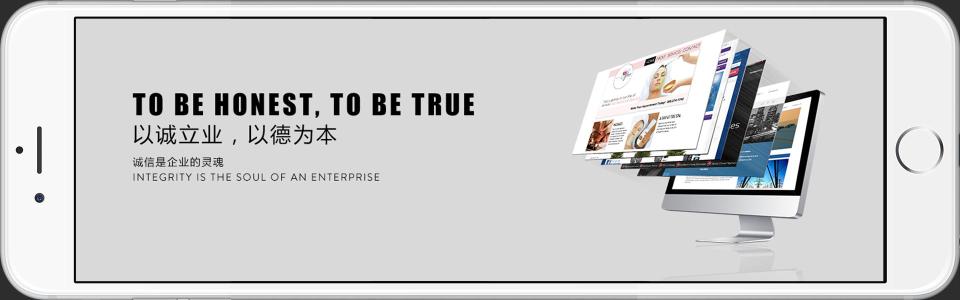 TO BE HONEST, TO BE TRUE
以诚立业，以德为本
诚信是企业的灵魂
INTEGRITY IS THE SOUL OF AN ENTERPRISE